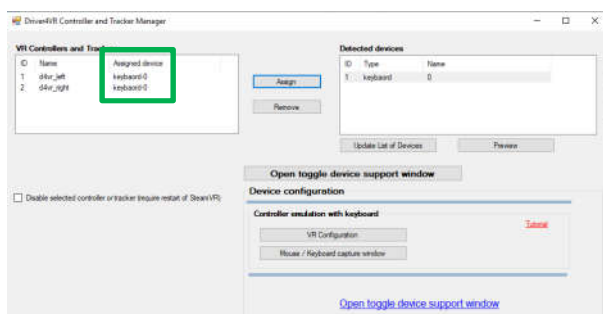 Driver4VR Controller and Tracker Manager
VR Controllers and Trackers
ID Name Assigned device
1 d4vr_left keyboard-0
2 d4vr_right keyboard-0
Assign
Remove
Detected devices
ID Type Name
1 keyboard 0
Update List of Devices
Preview
Open toggle device support window
Disable selected controller or tracker (require restart of SteamVR)
Device configuration
Controller emulation with keyboard
Tutorial
VR Configuration
Mouse / Keyboard capture window
Open toggle device support window